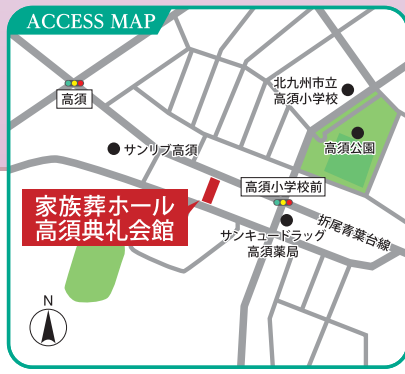 ACCESS MAP
高須
北九州市立
高須小学校
高須公園
サンリブ高須
高須小学校前
家族葬ホール
高須典礼会館
サンキュードラッグ
高須薬局
折尾青葉台線
N